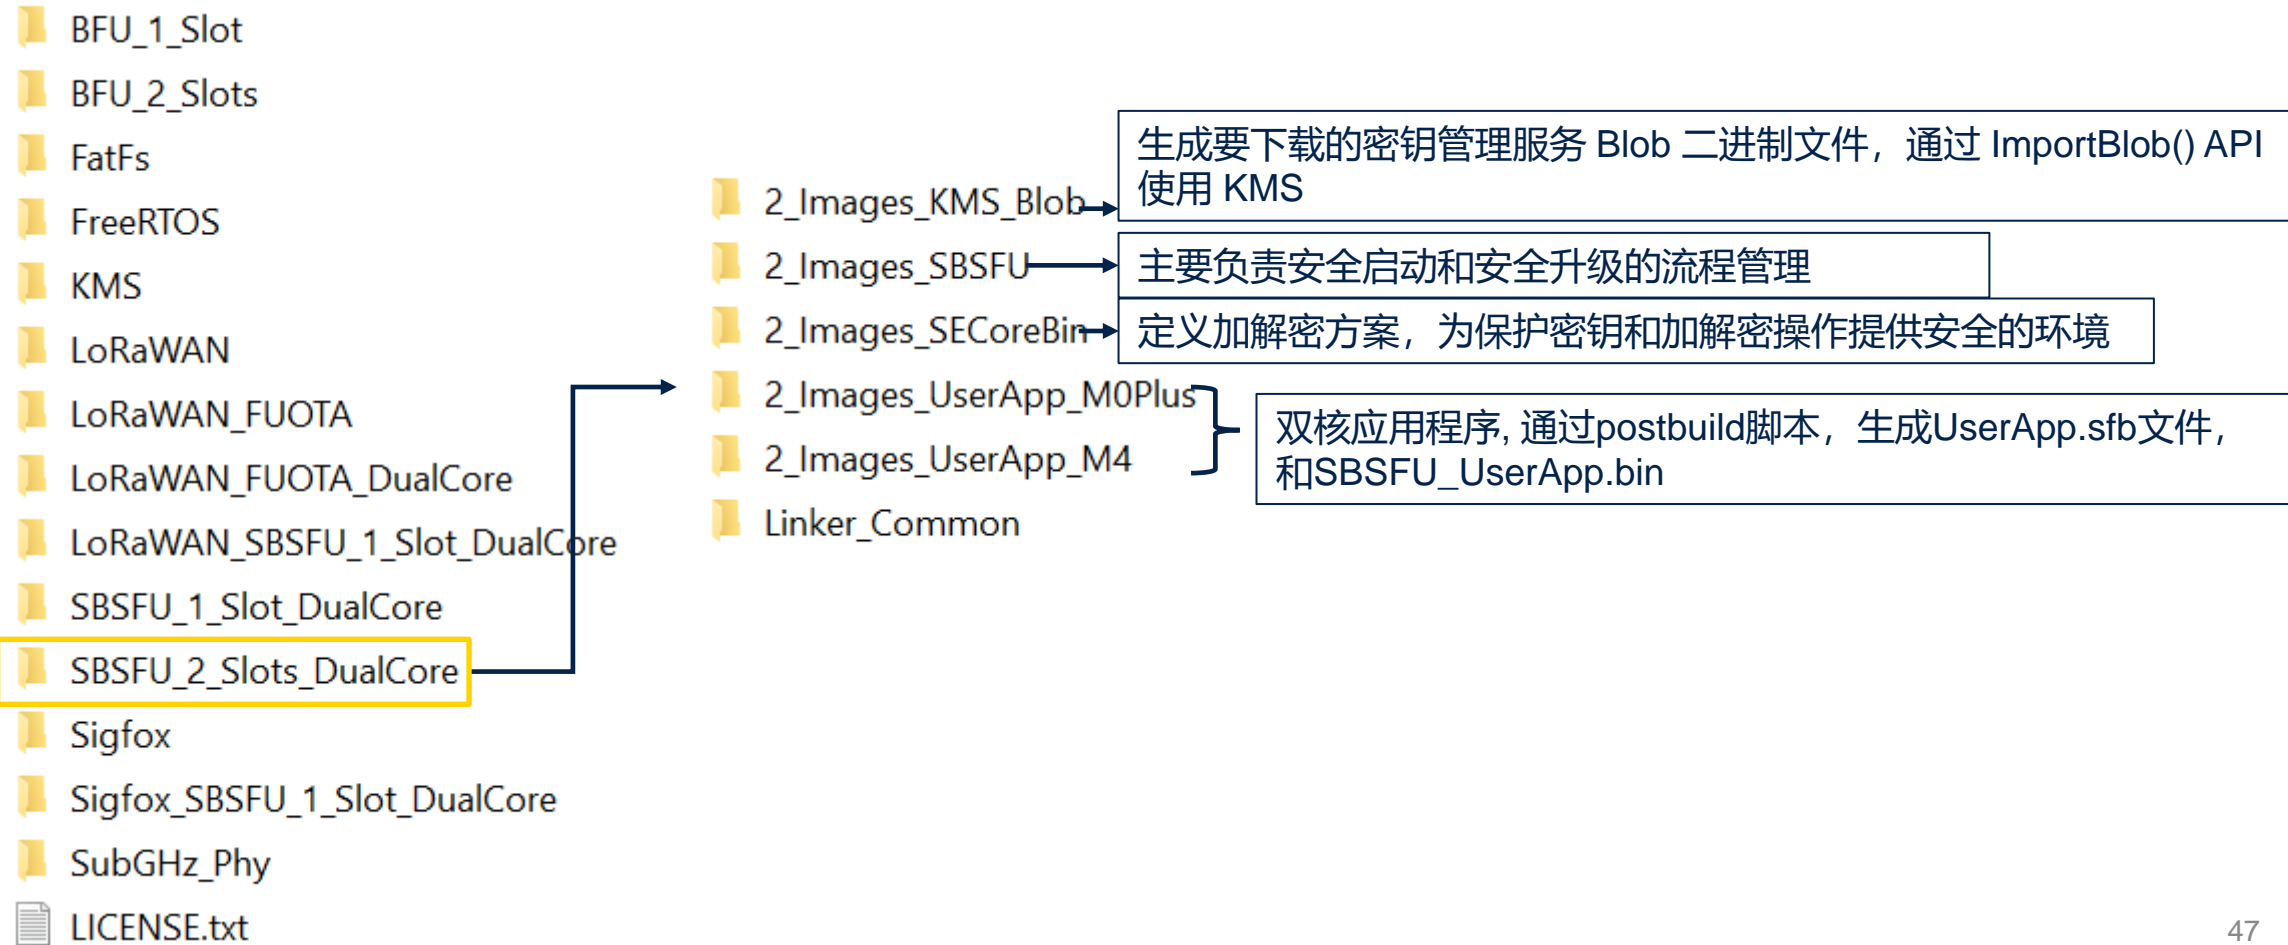 BFU_1_Slot
BFU_2_Slots
FatFs
FreeRTOS
KMS
LoRaWAN
LoRaWAN_FUOTA
LoRaWAN_FUOTA_DualCore
LoRaWAN_SBSFU_1_Slot_DualCore
SBSFU_1_Slot_DualCore
SBSFU_2_Slots_DualCore
Sigfox
Sigfox_SBSFU_1_Slot_DualCore
SubGHz_Phy
LICENSE.txt
2_Images_KMS_Blob
2_Images_SBSFU
2_Images_SECoreBin
2_Images_UserApp_M0Plus
2_Images_UserApp_M4
Linker_Common
生成要下载的密钥管理服务 Blob 二进制文件，通过 ImportBlob() API
使用 KMS
主要负责安全启动和安全升级的流程管理
定义加解密方案，为保护密钥和加解密操作提供安全的环境
双核应用程序, 通过postbuild脚本，生成UserApp.sfb文件，
和SBSFU_UserApp.bin
47